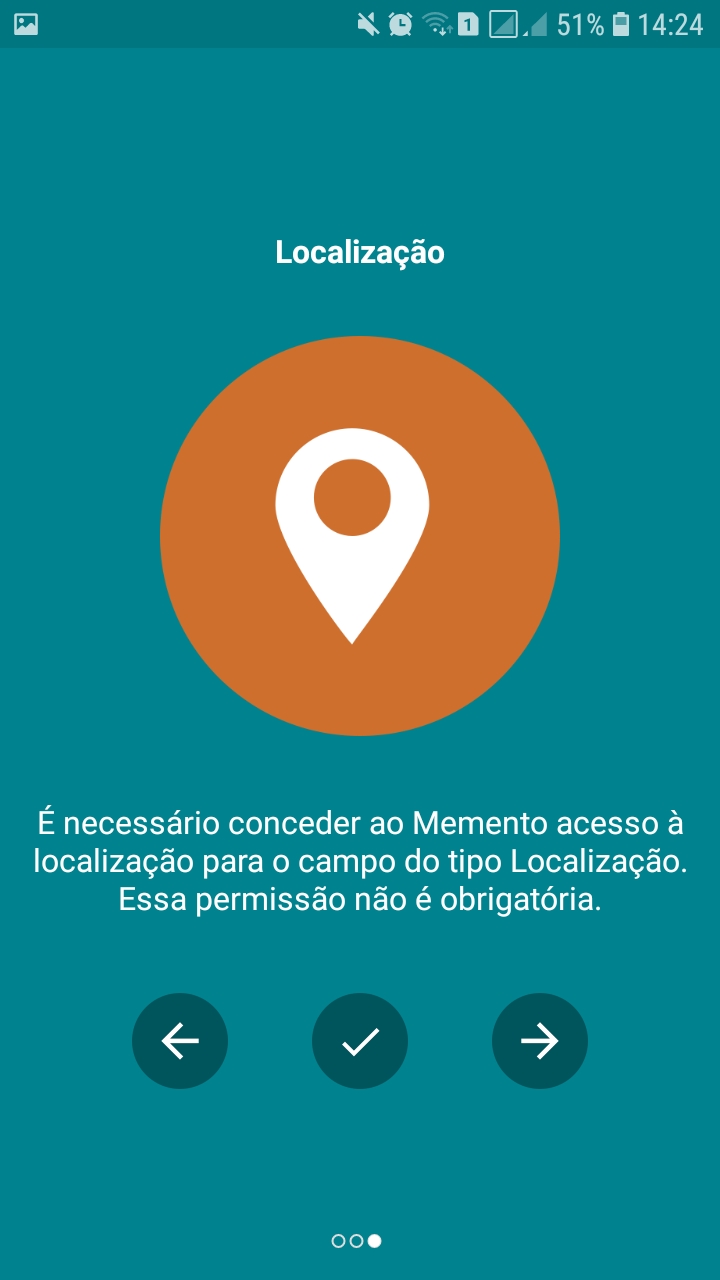 1 51% 14:24
Localização
É necessário conceder ao Memento acesso à
localização para o campo do tipo Localização.
Essa permissão não é obrigatória.